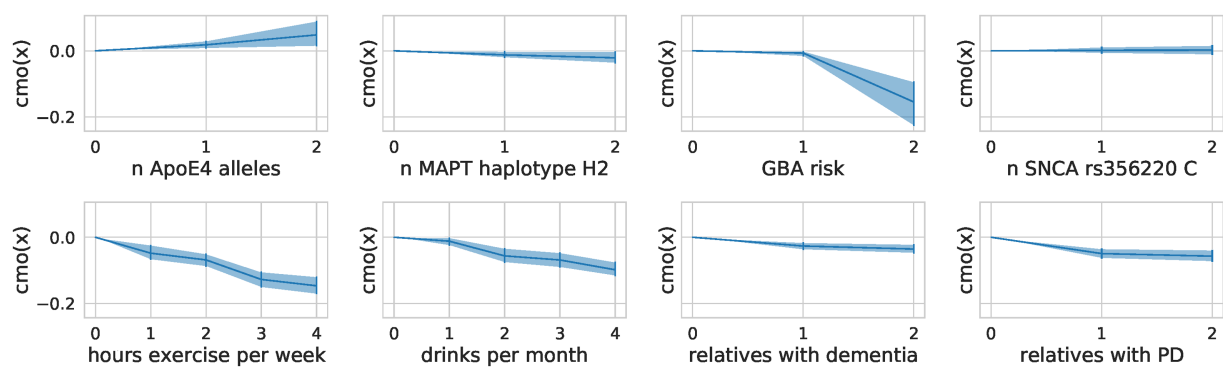 cmo(x) 0.0 −0.2 0 1 2 n ApoE4 alleles
cmo(x) 0 1 2 n MAPT haplotype H2
cmo(x) 0 1 2 GBA risk
cmo(x) 0 1 2 n SNCA rs356220 C
cmo(x) 0.0 −0.2 0 1 2 3 4 hours exercise per week
cmo(x) 0 1 2 3 4 drinks per month
cmo(x) 0 1 2 relatives with dementia
cmo(x) 0 1 2 relatives with PD